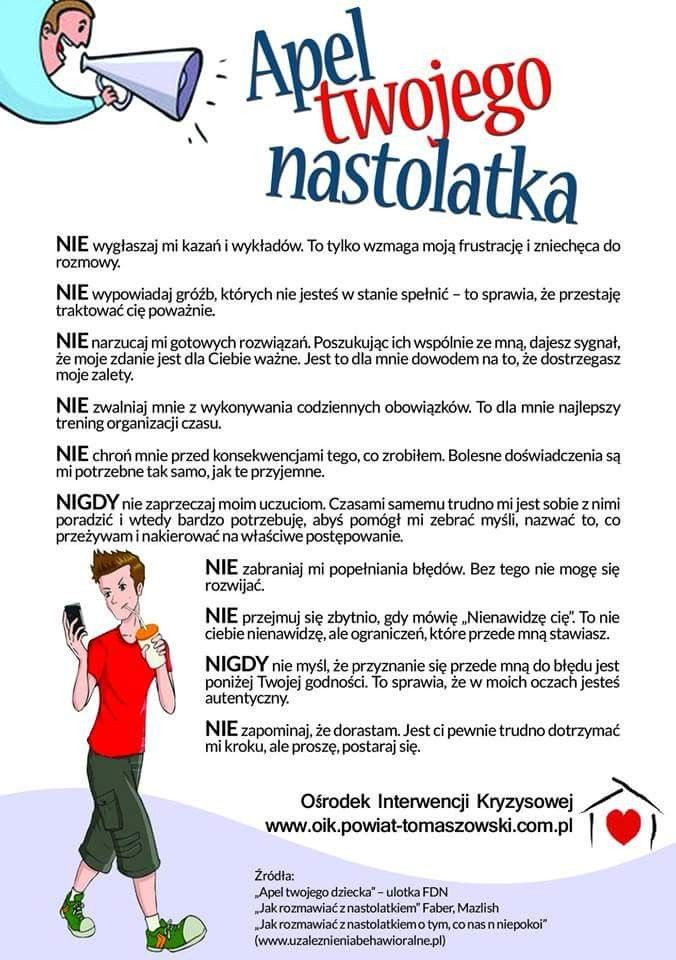 Apel
twojego
nastolatka
NIE wygłaszaj mi kazań i wykładów. To tylko wzmaga moją frustrację i zniechęca do
rozmowy.
NIE wypowiadaj gróźb, których nie jesteś w stanie spełnić – to sprawia, że przestaję
traktować cię poważnie.
NIE narzucaj mi gotowych rozwiązań. Poszukując ich wspólnie ze mną, dajesz sygnał,
że moje zdanie jest dla Ciebie ważne. Jest to dla mnie dowodem na to, że dostrzegasz
moje zalety.
NIE zwalniaj mnie z wykonywania codziennych obowiązków. To dla mnie najlepszy
trening organizacji czasu.
NIE chroń mnie przed konsekwencjami tego, co zrobiłem. Bolesne doświadczenia są
mi potrzebne tak samo, jak te przyjemne.
NIGDY nie zaprzeczaj moim uczuciom. Czasami samemu trudno mi jest sobie z nimi
poradzić i wtedy bardzo potrzebuję, abyś pomógł mi zebrać myśli, nazwać to, co
przeżywam i nakierować na właściwe postępowanie.
NIE zabraniaj mi popełniania błędów. Bez tego nie mogę się
rozwijać.
NIE przejmuj się zbytnio, gdy mówię „Nienawidzę cię”. To nie
ciebie nienawidzę, ale ograniczeń, które przede mną stawiasz.
NIGDY nie myśl, że przyznanie się przede mną do błędu jest
poniżej Twojej godności. To sprawia, że w moich oczach jesteś
autentyczny.
NIE zapominaj, że dorastam. Jest ci pewnie trudno dotrzymać
mi kroku, ale proszę, postaraj się.
Ośrodek Interwencji Kryzysowej
www.oik.powiat-tomaszowski.com.pl
Źródła:
„Apel twojego dziecka” – ulotka FDN
„Jak rozmawiać z nastolatkiem” Faber, Mazlish
„Jak rozmawiać z nastolatkiem o tym, co nas n niepokoi”
(www.uzaleznieniabehawioralne.pl)